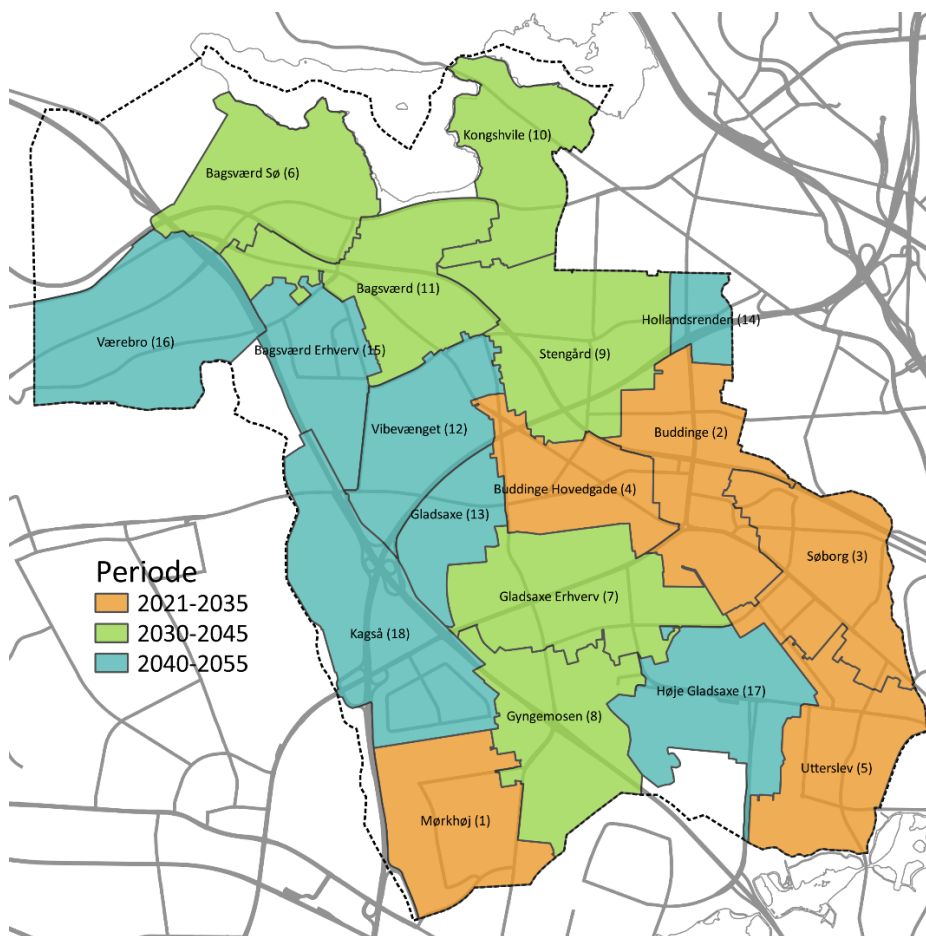 Kongshvile (10)
Bagsværd Sø (6)
Bagsværd (11)
Hollandsrenden (14)
Værebro (16)
Bagsværd Erhverv (15)
Stengård (9)
Vibevænget (12)
Buddinge (2)
Buddinge Hovedgade (4)
Gladsaxe (13)
Søborg (3)
Periode
2021-2035
2030-2045
2040-2055
Gladsaxe Erhverv (7)
Kagså (18)
Høje Gladsaxe (17)
Gyngemosen (8)
Utterslev (5)
Mørkhøj (1)